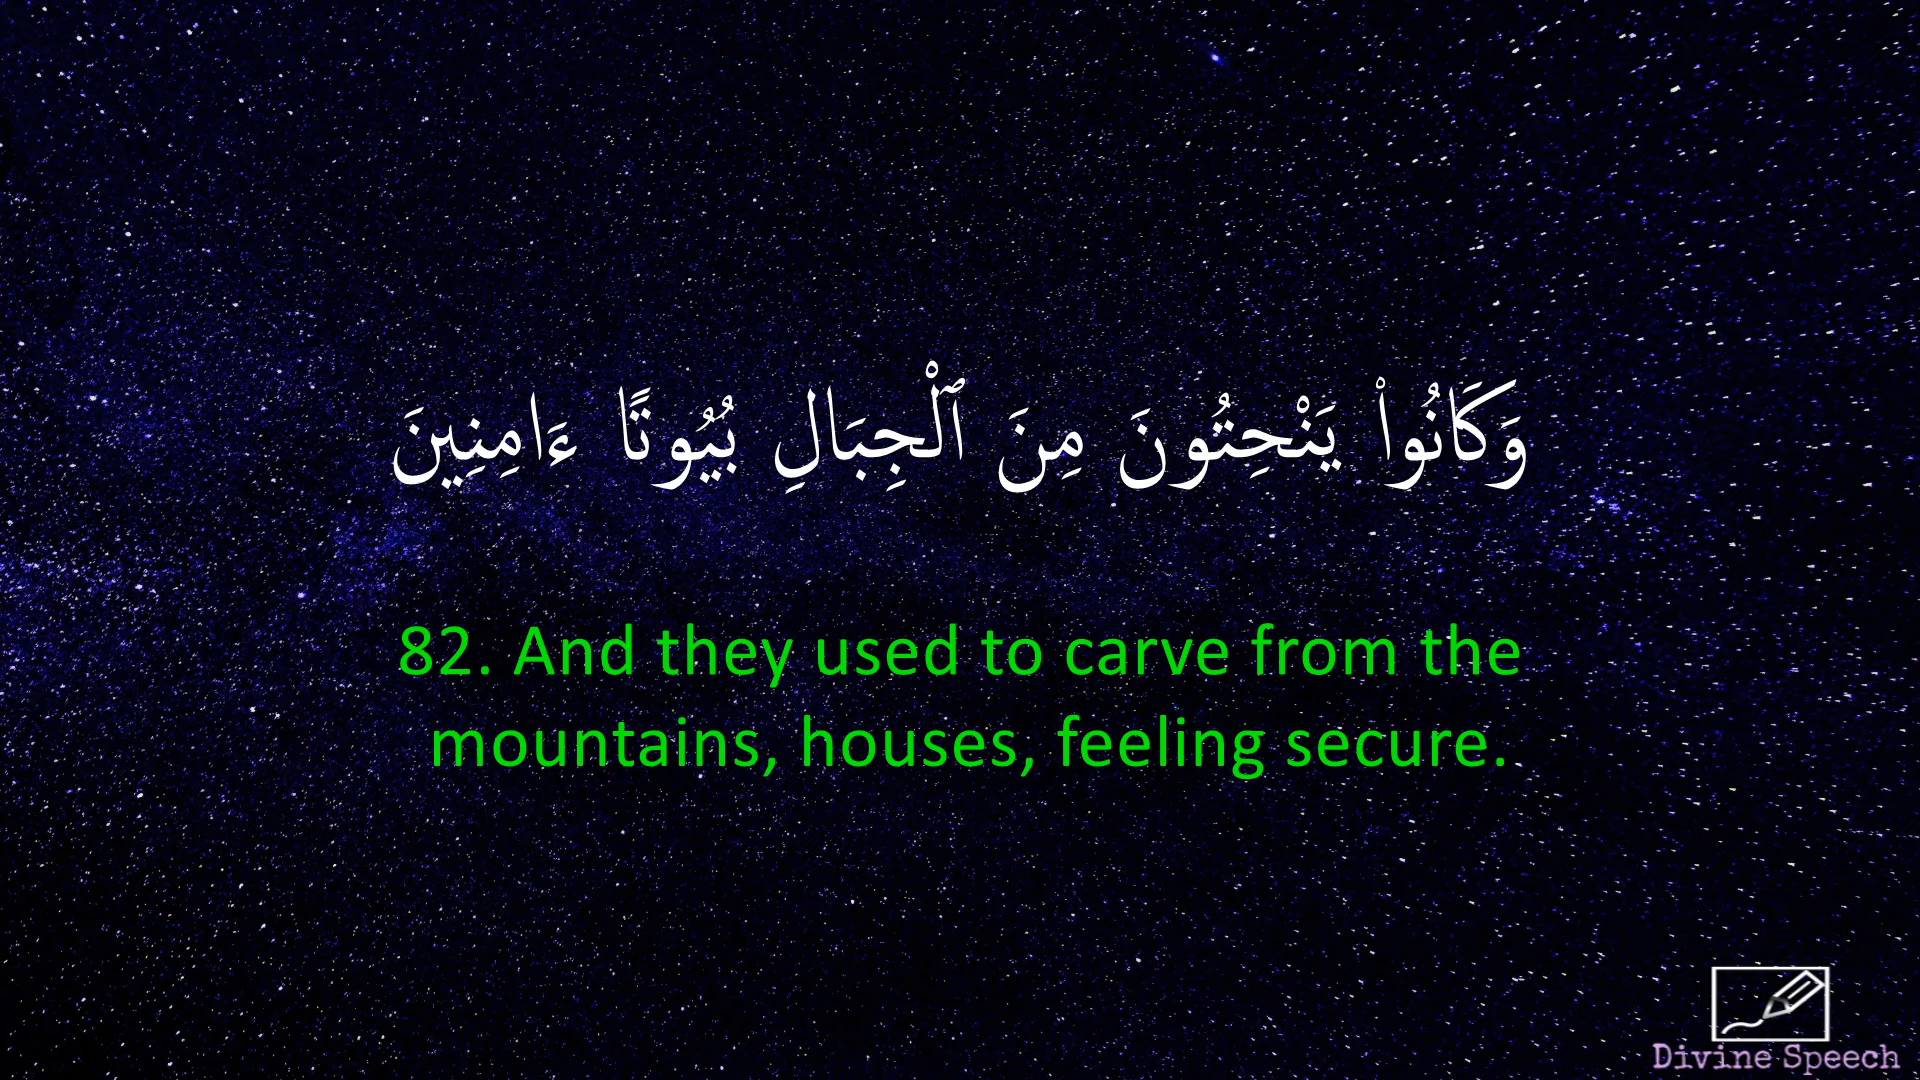 وَكَانُوا۟ يَنْحِتُونَ مِنَ ٱلْجِبَالِ بُيُوتًا ءَامِنِينَ
82. And they used to carve from the
mountains, houses, feeling secure.
Divine Speech